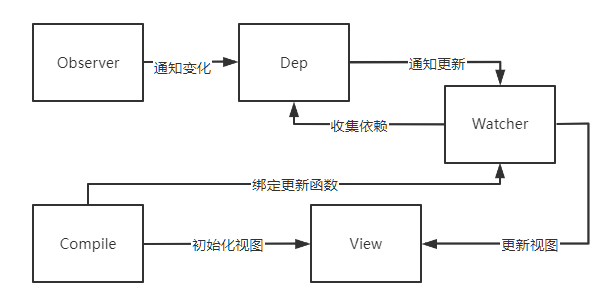 Observer
通知变化
Dep
通知更新
收集依赖
Watcher
绑定更新函数
Compile
初始化视图
View
更新视图